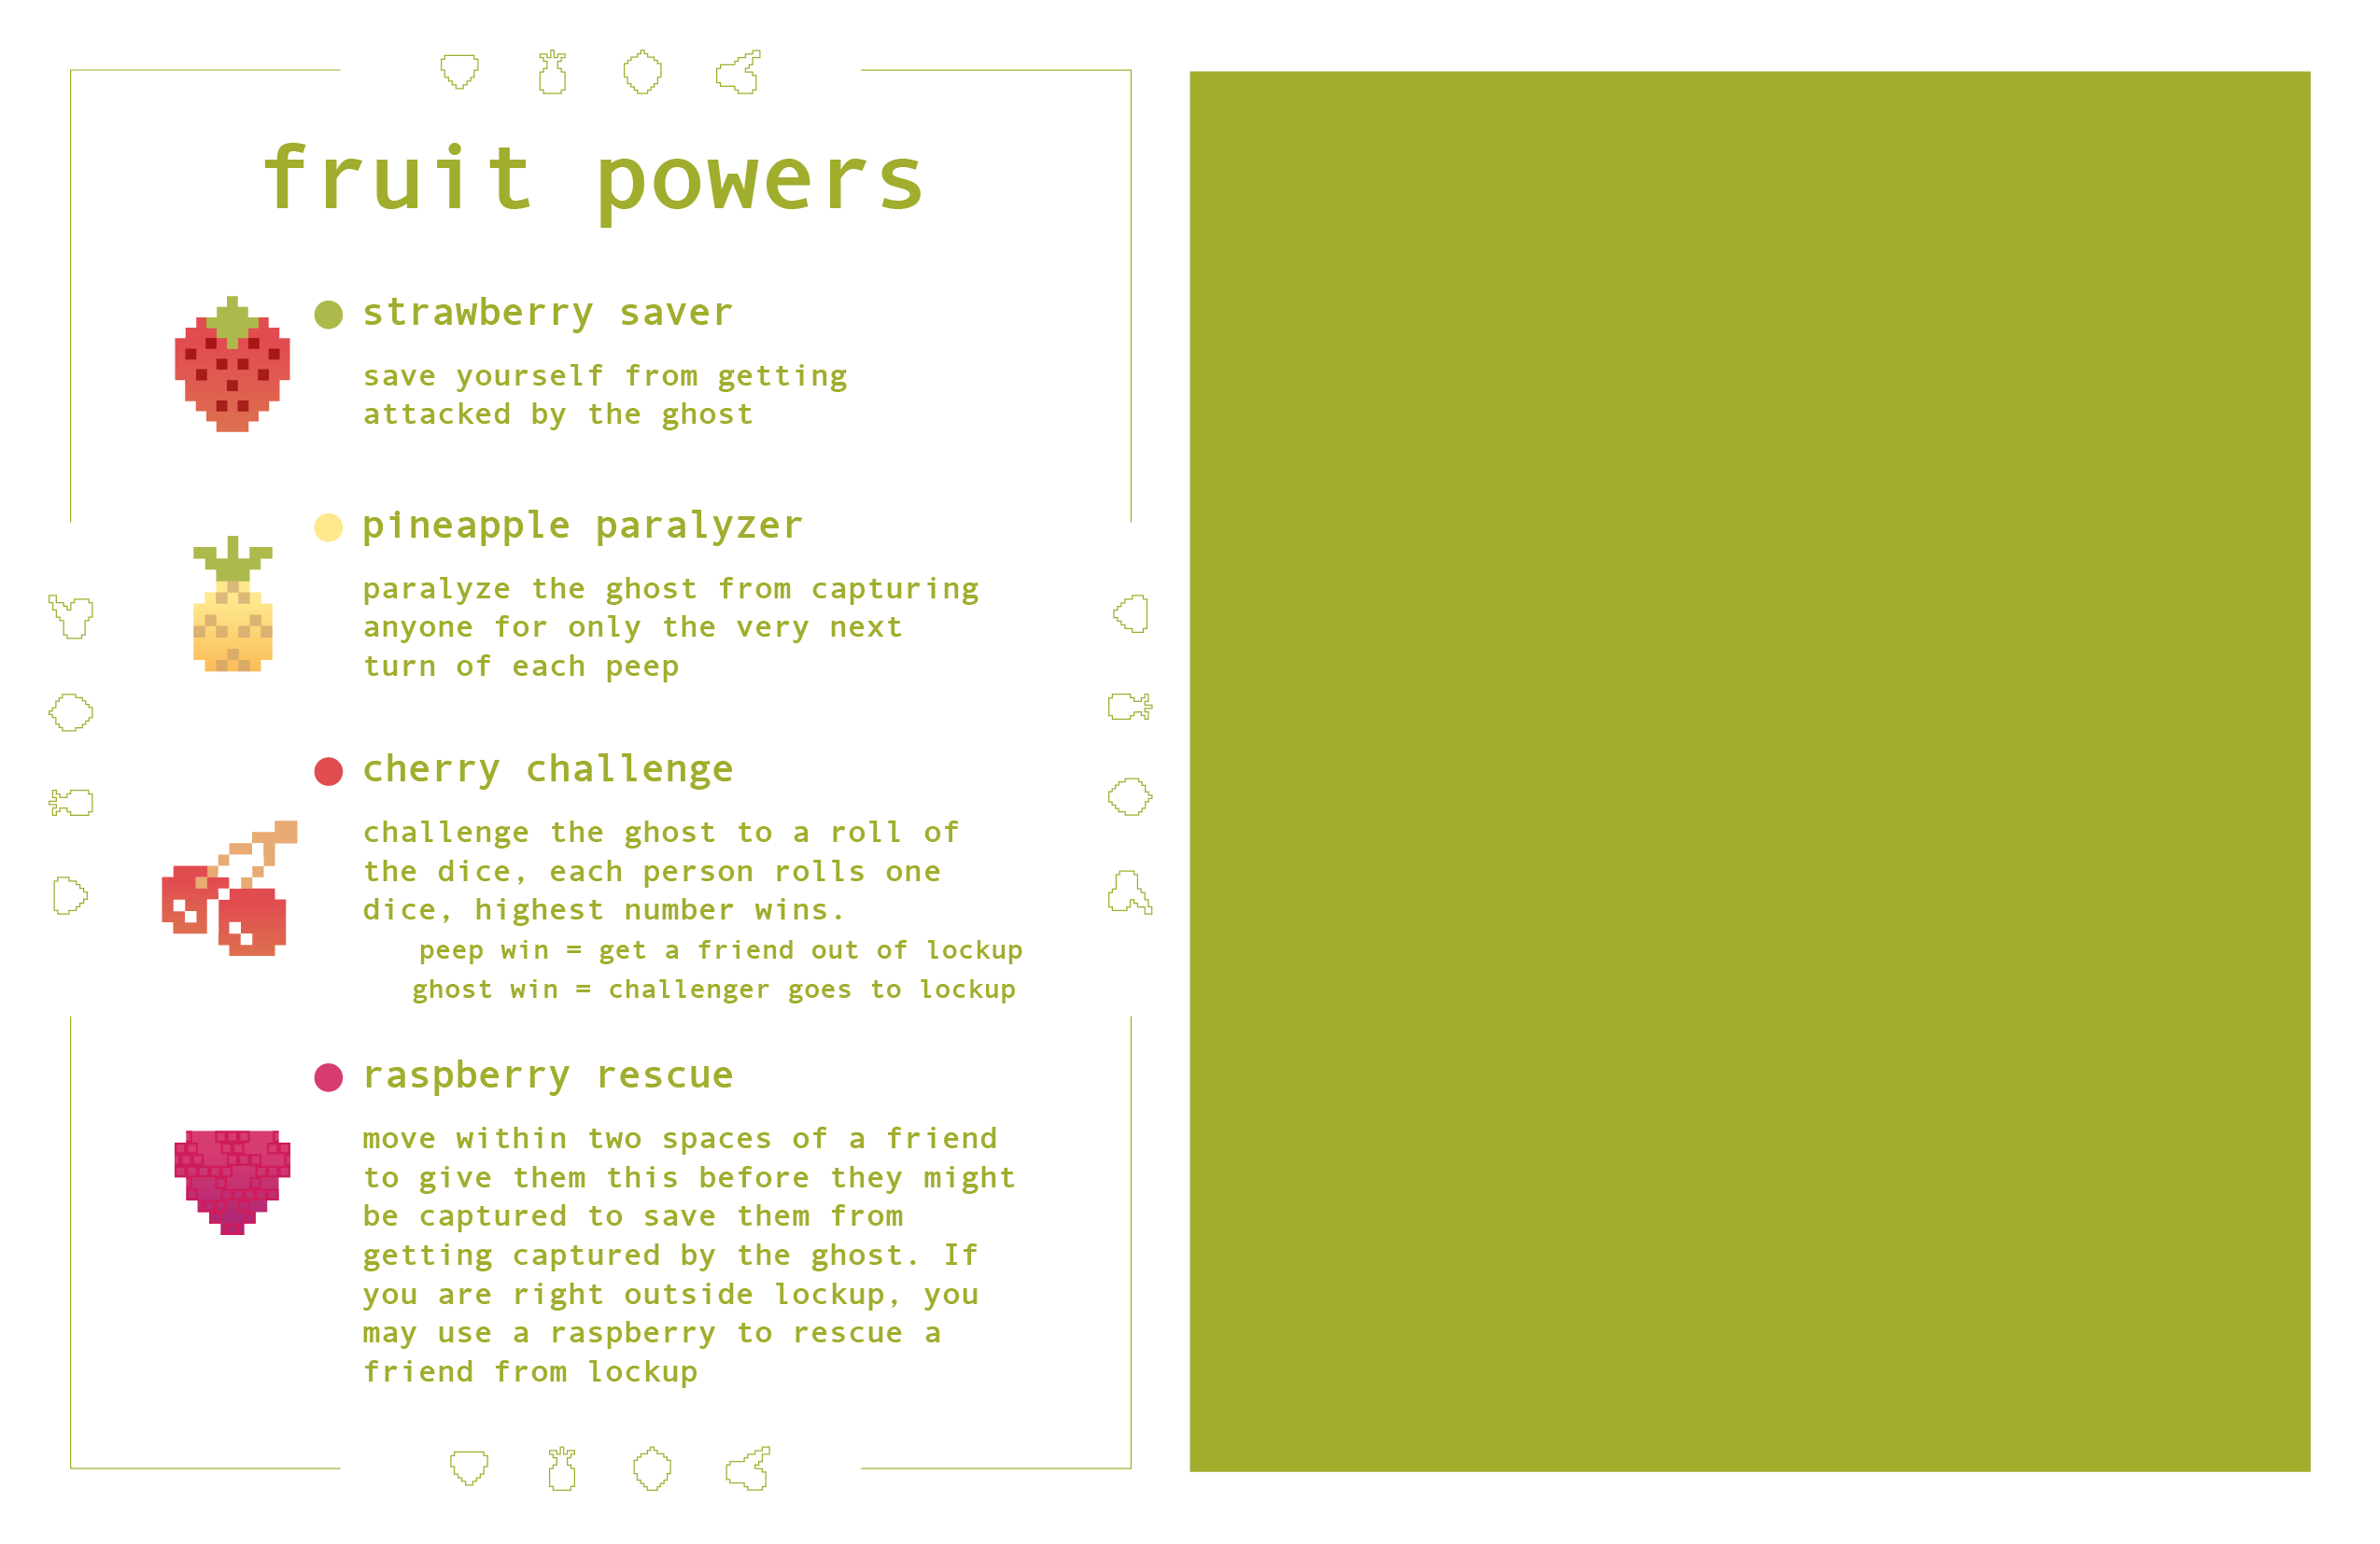 fruit powers
strawberry saver
save yourself from getting
attacked by the ghost
pineapple paralyzer
paralyze the ghost from capturing
anyone for only the very next
turn of each peep
cherry challenge
challenge the ghost to a roll of
the dice, each person rolls one
dice, highest number wins.
peep win = get a friend out of lockup
ghost win = challenger goes to lockup
raspberry rescue
move within two spaces of a friend
to give them this before they might
be captured to save them from
getting captured by the ghost. If
you are right outside lockup, you
may use a raspberry to rescue a
friend from lockup